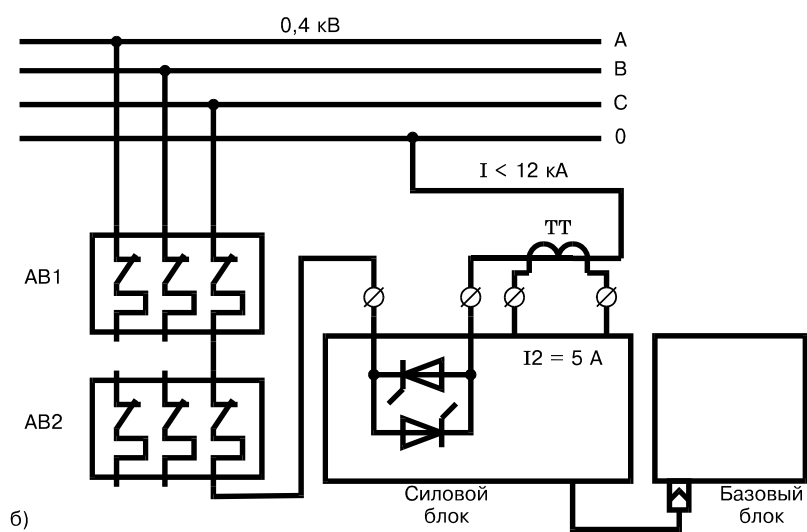 0,4 кВ
A
B
C
0
I < 12 кА
ТТ
АВ1
I2 = 5 А
АВ2
Силовой
блок
Базовый
блок
б)